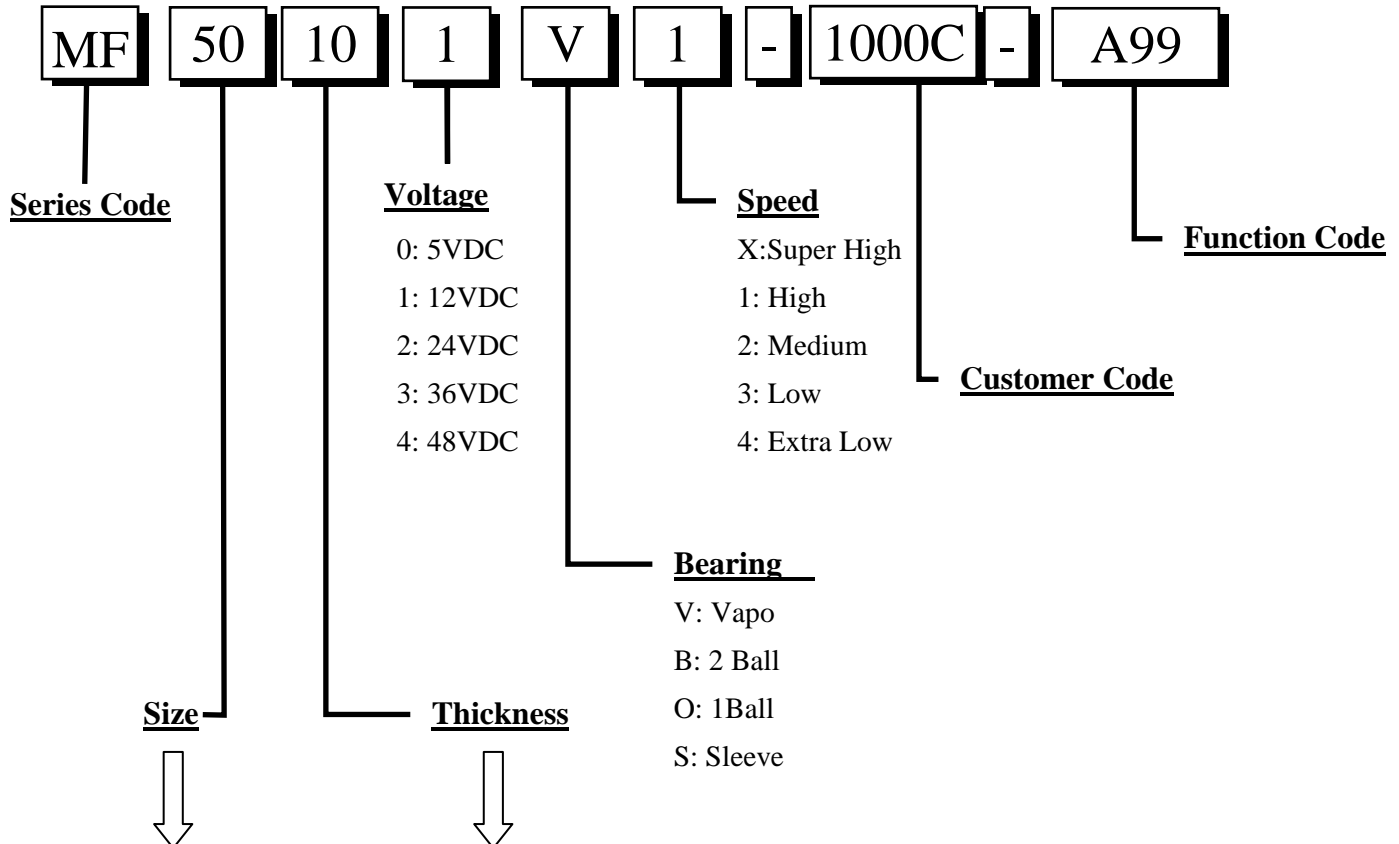 MF 50 10 1 V 1 - 1000C - A99
Series Code
Voltage
0: 5VDC
1: 12VDC
2: 24VDC
3: 36VDC
4: 48VDC
Speed
X:Super High
1: High
2: Medium
3: Low
4: Extra Low
Function Code
Customer Code
Bearing
V: Vapo
B: 2 Ball
O: 1Ball
S: Sleeve
Size
Thickness